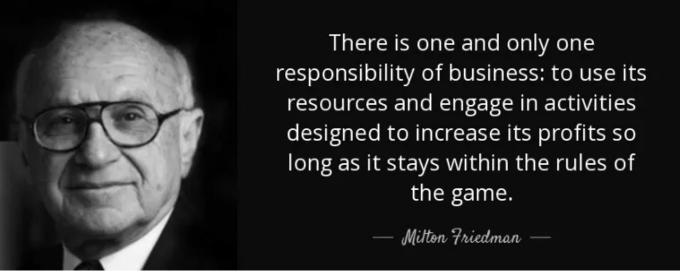 There is one and only one
responsibility of business: to use its
resources and engage in activities
designed to increase its profits so
long as it stays within the rules of
the game.
— Milton Friedman —